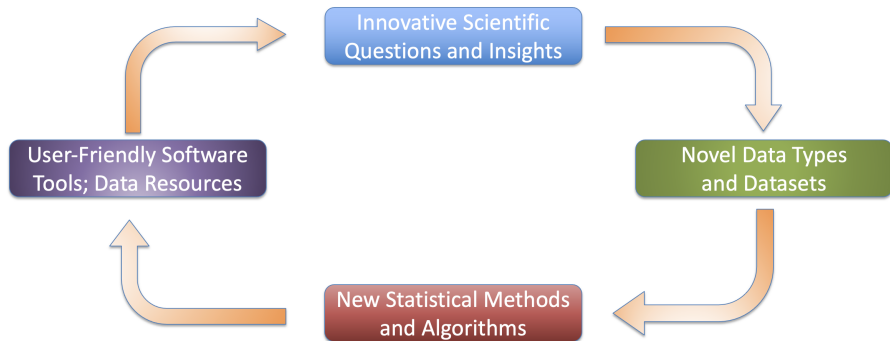 Innovative Scientific
Questions and Insights
User-Friendly Software
Tools; Data Resources
Novel Data Types
and Datasets
New Statistical Methods
and Algorithms